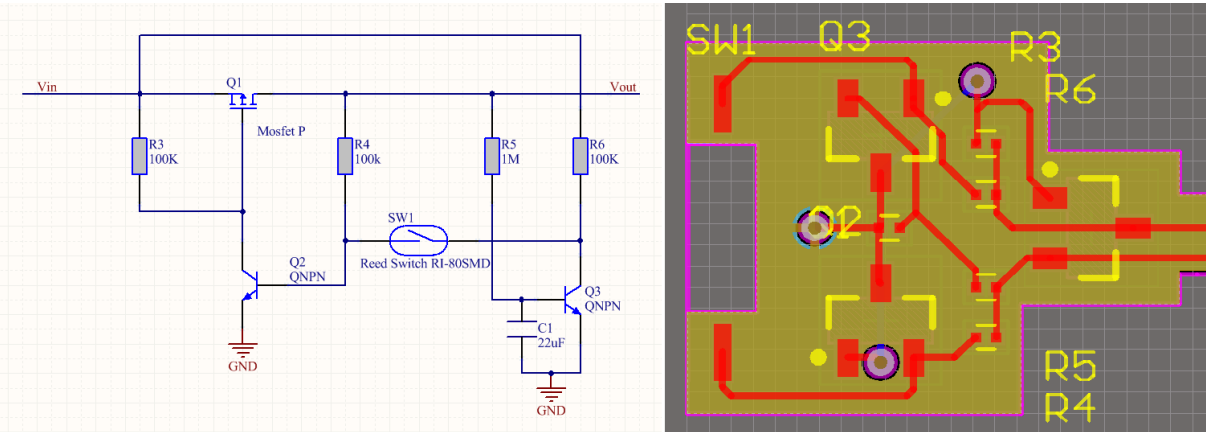 Vin
Q1
Vout
Mosfet P
R3
100K
R4
100k
R5
1M
R6
100K
SW1
Reed Switch RI-80SMD
Q2
QNPN
Q3
QNPN
C1
22uF
GND
GND
SW1
Q3
R3
R6
R5
R4